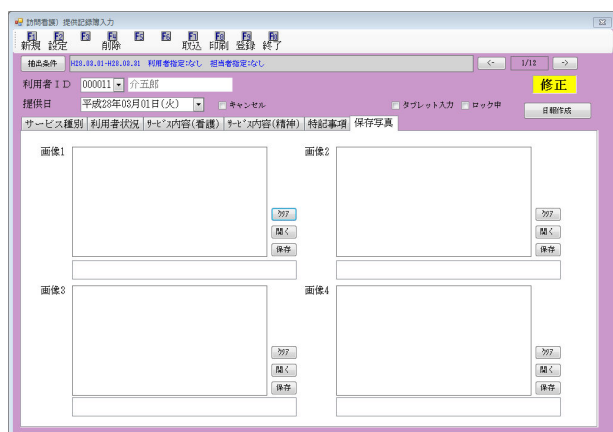 訪問看護）提供記録簿入力
新規 設定 削除 取込 印刷 登録 終了
抽出条件 H28.03.01-H28.03.31 利用者指定:なし 担当者指定:なし <- 1/12 ->
利用者ＩＤ 000011 介五郎 修正
提供日 平成28年03月01日(火) キャンセル タブレット入力 ロック中 日報作成
サービス種別 利用者状況 ｻｰﾋﾞｽ内容(看護) ｻｰﾋﾞｽ内容(精神) 特記事項 保存写真
画像1 画像2
ｸﾘｱ ｸﾘｱ
開く 開く
保存 保存
画像3 画像4
ｸﾘｱ ｸﾘｱ
開く 開く
保存 保存